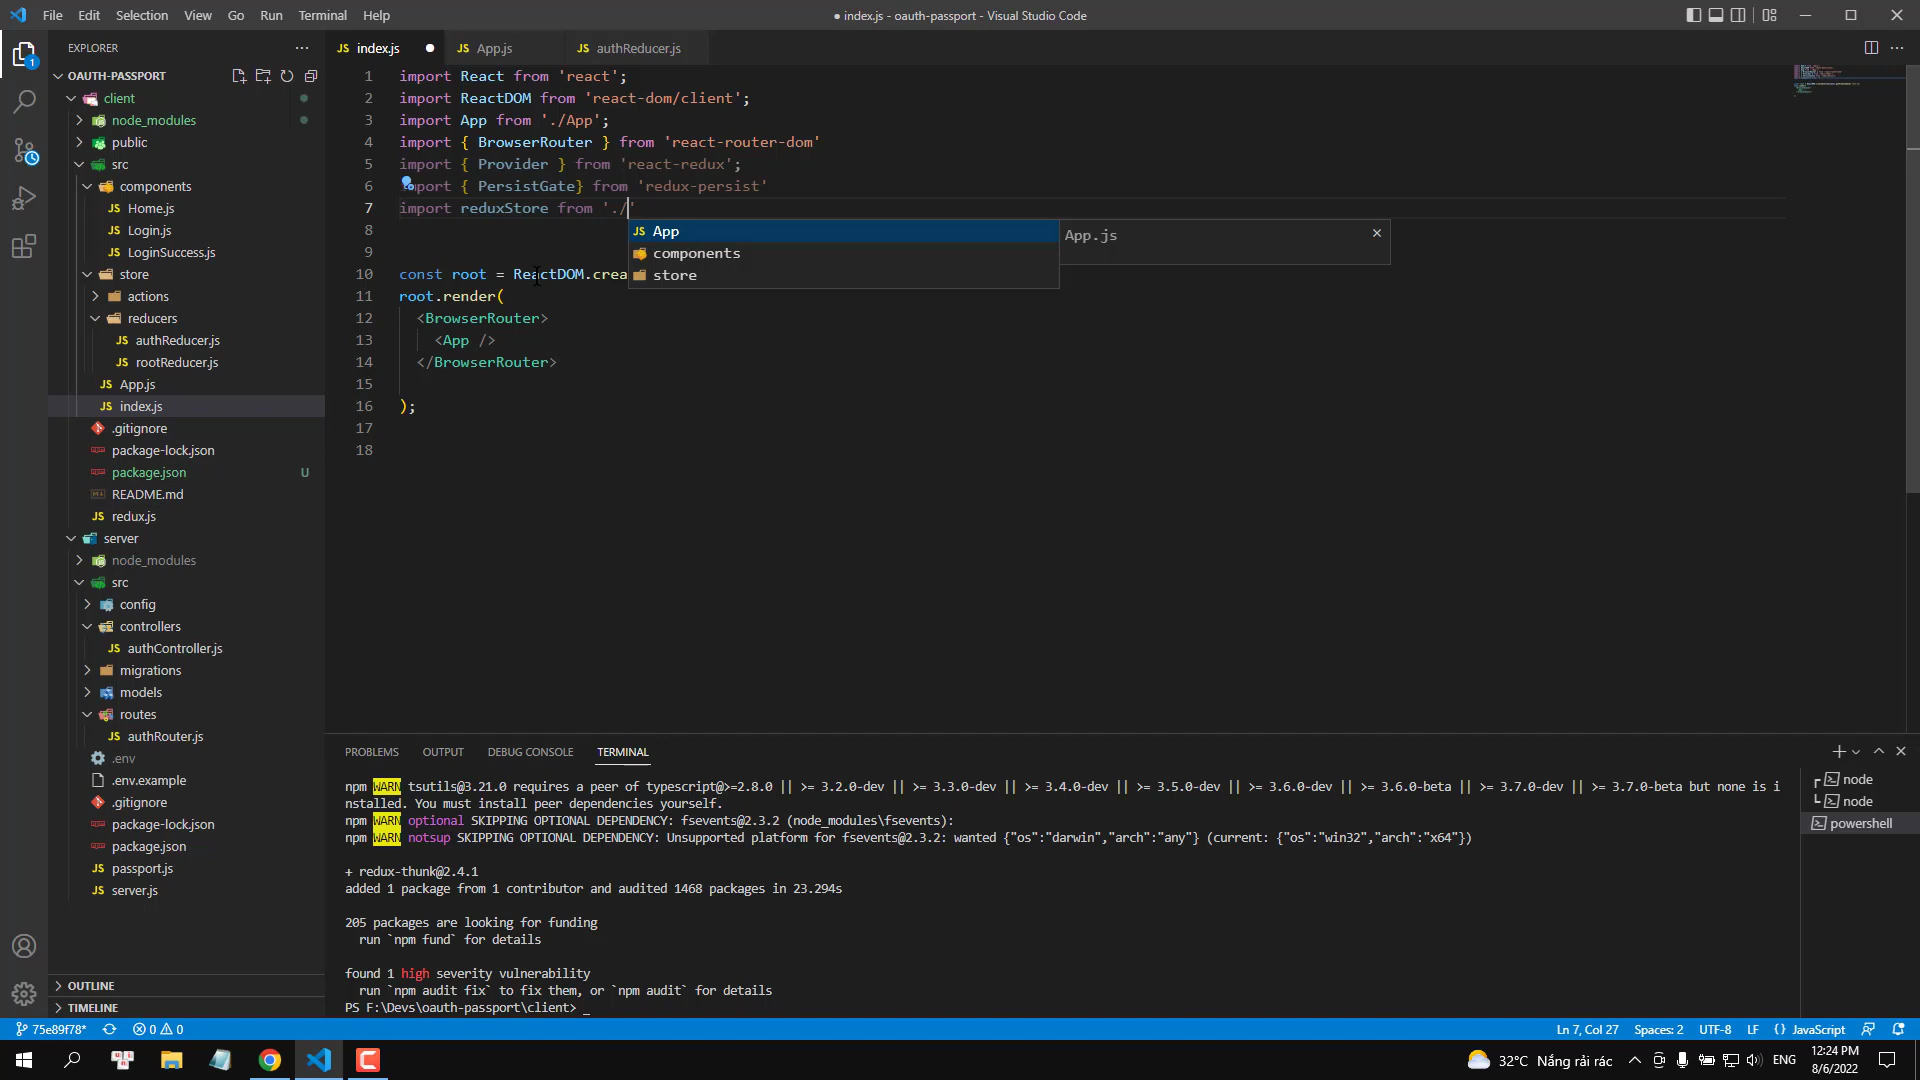 File Edit Selection View Go Run Terminal Help
● index.js - oauth-passport - Visual Studio Code
EXPLORER
OAUTH-PASSPORT
client
node_modules
public
src
components
Home.js
Login.js
LoginSuccess.js
store
actions
reducers
JS authReducer.js
JS rootReducer.js
JS App.js
JS index.js
.gitignore
package-lock.json
package.json U
README.md
JS redux.js
server
node_modules
src
config
controllers
JS authController.js
migrations
models
routes
JS authRouter.js
.env
.env.example
.gitignore
package-lock.json
package.json
JS passport.js
JS server.js
OUTLINE
TIMELINE
JS index.js ● JS App.js JS authReducer.js
1 import React from 'react';
2 import ReactDOM from 'react-dom/client';
3 import App from './App';
4 import { BrowserRouter } from 'react-router-dom'
5 import { Provider } from 'react-redux';
6 import { PersistGate} from 'redux-persist'
7 import reduxStore from './'
8
9
10 const root = ReactDOM.crea
11 root.render(
12 <BrowserRouter>
13 <App />
14 </BrowserRouter>
15
16 );
17
18
JS App
components
store
App.js
PROBLEMS OUTPUT DEBUG CONSOLE TERMINAL
npm WARN tsutils@3.21.0 requires a peer of typescript@>=2.8.0 || >= 3.2.0-dev || >= 3.3.0-dev || >= 3.4.0-dev || >= 3.5.0-dev || >= 3.6.0-dev || >= 3.6.0-beta || >= 3.7.0-dev || >= 3.7.0-beta but none is i
nstalled. You must install peer dependencies yourself.
npm WARN optional SKIPPING OPTIONAL DEPENDENCY: fsevents@2.3.2 (node_modules\fsevents):
npm WARN notsup SKIPPING OPTIONAL DEPENDENCY: Unsupported platform for fsevents@2.3.2: wanted {"os":"darwin","arch":"any"} (current: {"os":"win32","arch":"x64"})
+ redux-thunk@2.4.1
added 1 package from 1 contributor and audited 1468 packages in 23.294s
205 packages are looking for funding
run `npm fund` for details
found 1 high severity vulnerability
run `npm audit fix` to fix them, or `npm audit` for details
PS F:\Devs\oauth-passport\client> _
node
node
powershell
75e89f78* 0 0
Ln 7, Col 27 Spaces: 2 UTF-8 LF {} JavaScript
32°C Nắng rải rác
ENG
12:24 PM
8/6/2022